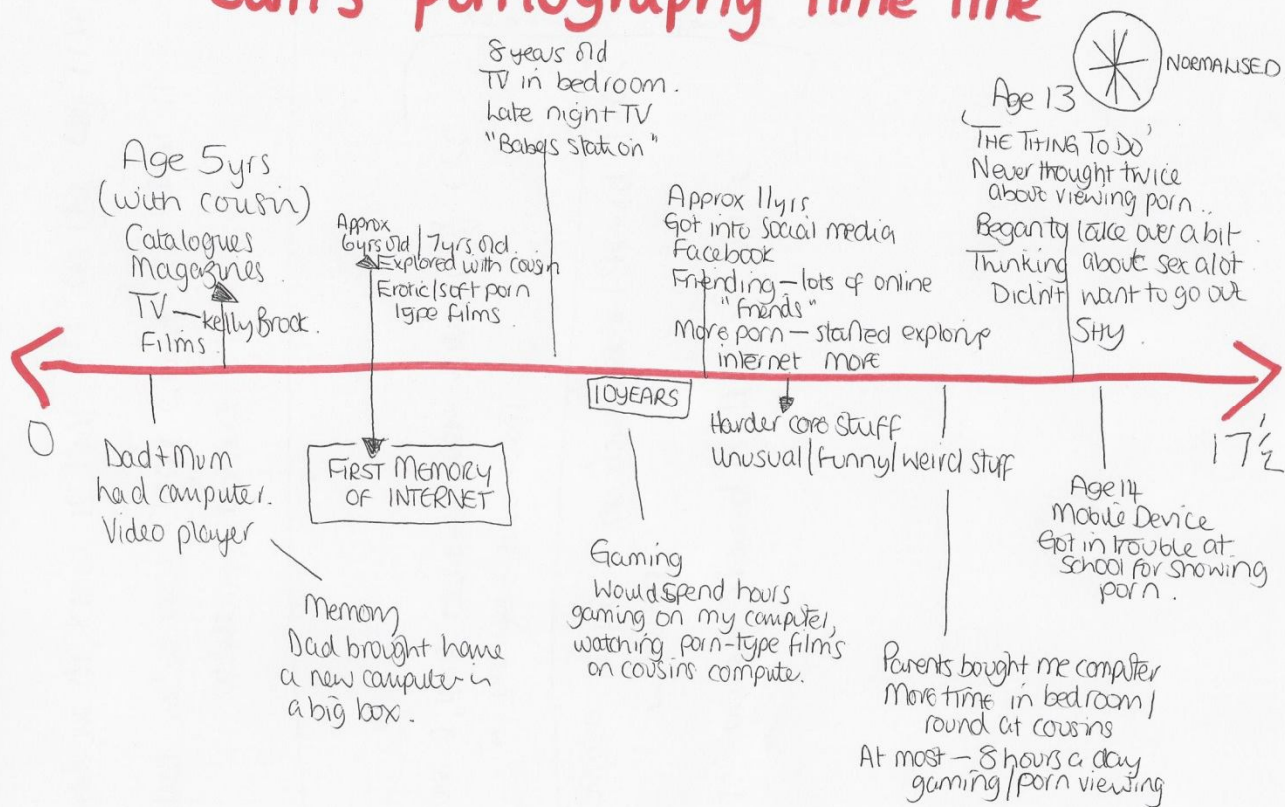 pornography time line
8 years old
TV in bedroom.
Late night TV
"Babes station"
NORMALISED
Age 13
'THE THING TO DO'
Never thought twice
about viewing porn..
Began to take over a bit
Thinking about sex alot
Didn't want to go out
SHY.
Age 5yrs
(with cousin)
Catalogues
Magazines
TV — Kelly Brook.
Films
Approx
6yrs old / 7yrs old.
Explored with cousin
Erotic/soft porn
type films
Approx 11yrs
Got into social media
Facebook
Friending — lots of online
"friends"
More porn — started explore
internet more
0
10 YEARS
17 1/2
Dad + Mum
had computer.
Video player
FIRST MEMORY
OF INTERNET
Harder core stuff
Unusual/funny/weird stuff
Age 14
Mobile Device
Got in trouble at
school for showing
porn.
Memory
Dad brought home
a new computer in
a big box.
Gaming
Would spend hours
gaming on my computer,
watching porn-type films
on cousins compute.
Parents bought me computer
More time in bedroom /
round at cousins
At most — 8 hours a day
gaming/porn viewing